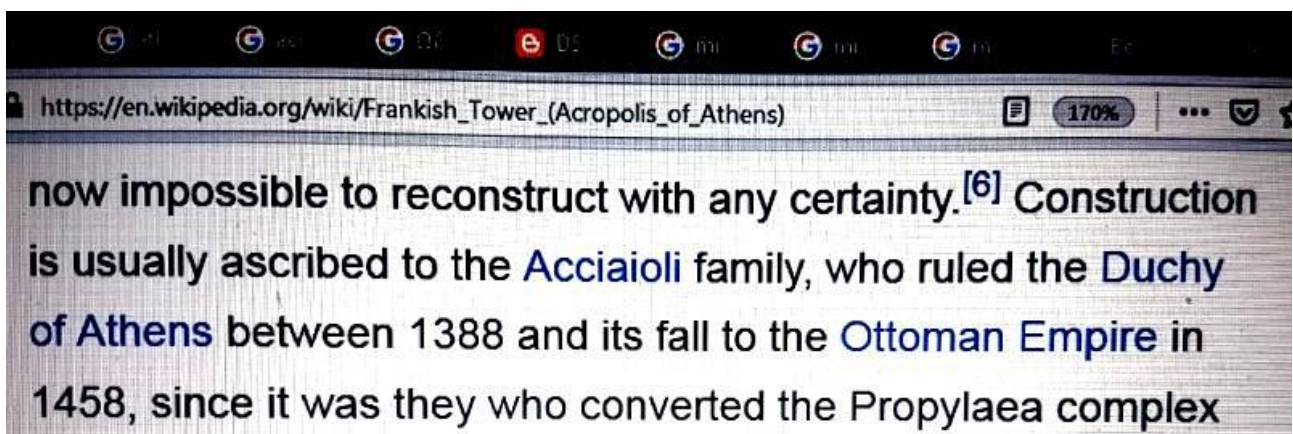 https://en.wikipedia.org/wiki/Frankish_Tower_(Acropolis_of_Athens) 170%
now impossible to reconstruct with any certainty.[6] Construction
is usually ascribed to the Acciaioli family, who ruled the Duchy
of Athens between 1388 and its fall to the Ottoman Empire in
1458, since it was they who converted the Propylaea complex